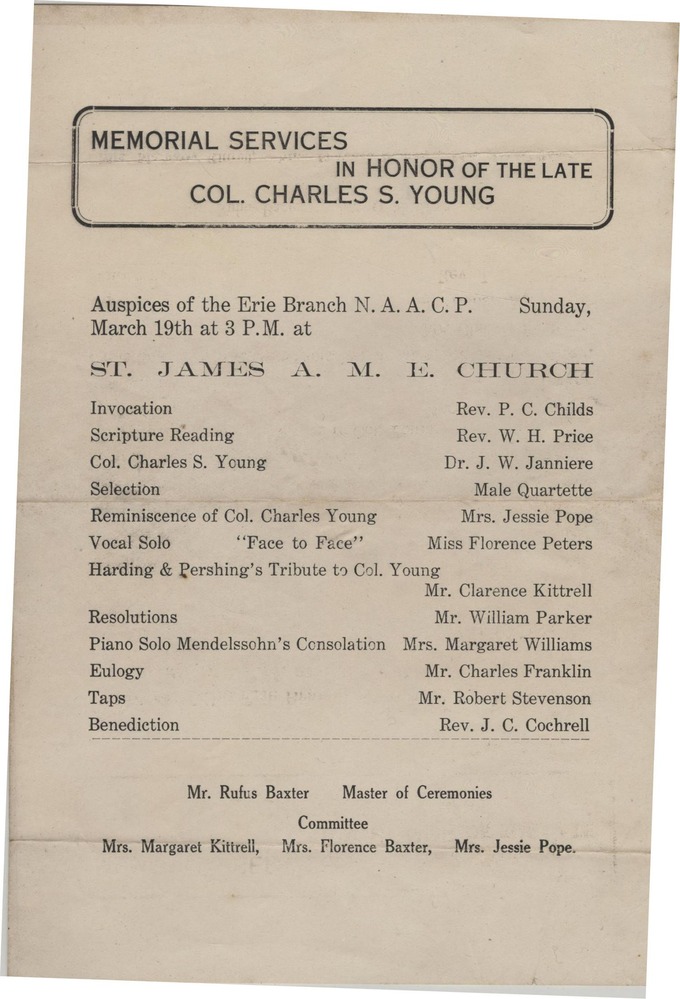 MEMORIAL SERVICES
IN HONOR OF THE LATE
COL. CHARLES S. YOUNG
Auspices of the Erie Branch N. A. A. C. P. Sunday,
March 19th at 3 P.M. at
ST. JAMES A. M. E. CHURCH
Invocation Rev. P. C. Childs
Scripture Reading Rev. W. H. Price
Col. Charles S. Young Dr. J. W. Janniere
Selection Male Quartette
Reminiscence of Col. Charles Young Mrs. Jessie Pope
Vocal Solo "Face to Face" Miss Florence Peters
Harding & Pershing's Tribute to Col. Young
Mr. Clarence Kittrell
Resolutions Mr. William Parker
Piano Solo Mendelssohn's Consolation Mrs. Margaret Williams
Eulogy Mr. Charles Franklin
Taps Mr. Robert Stevenson
Benediction Rev. J. C. Cochrell
Mr. Rufus Baxter Master of Ceremonies
Committee
Mrs. Margaret Kittrell, Mrs. Florence Baxter, Mrs. Jessie Pope.